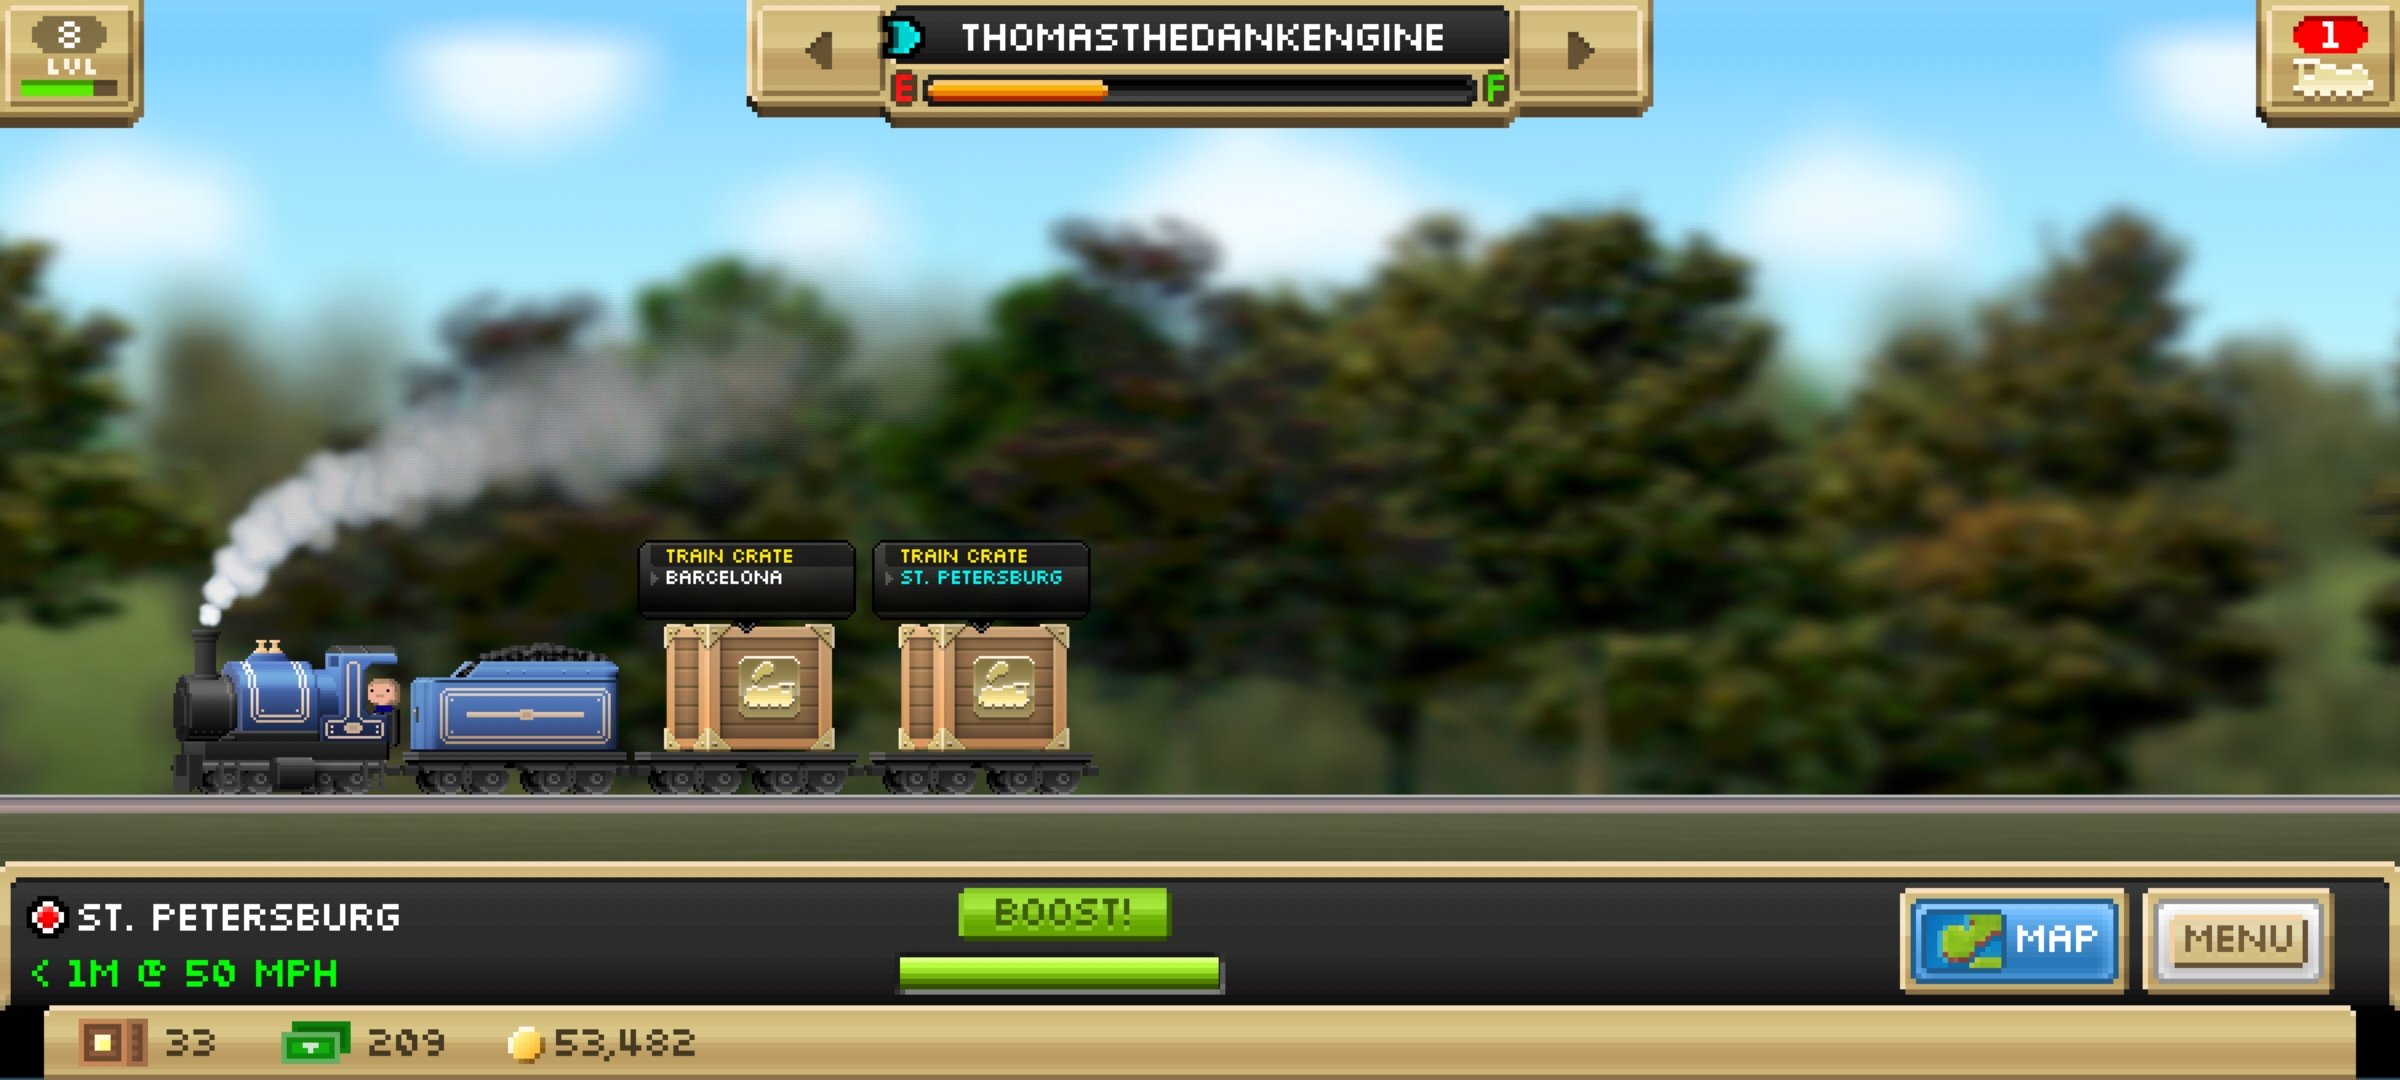 8
LVL
THOMASTHEDANKENGINE
E F
1
TRAIN CRATE
BARCELONA
TRAIN CRATE
ST. PETERSBURG
ST. PETERSBURG
< 1M @ 50 MPH
BOOST!
MAP
MENU
33
209
53,482